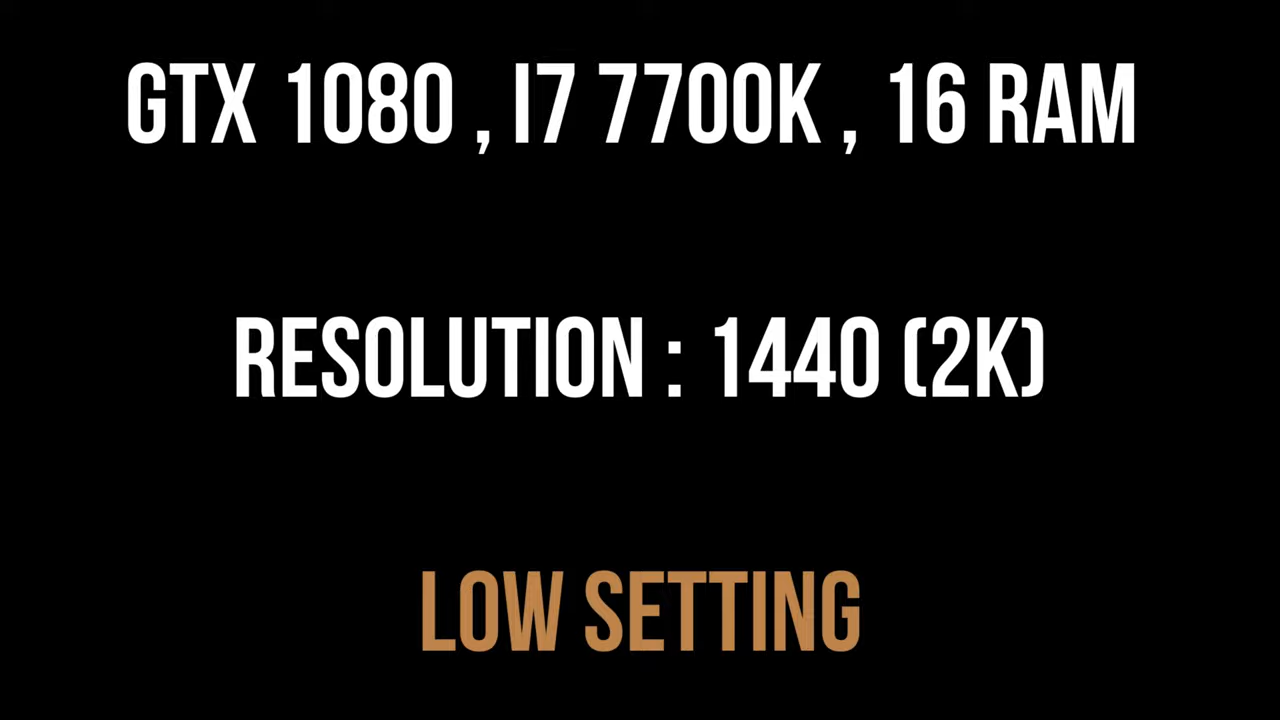 GTX 1080 , I7 7700K , 16 RAM
RESOLUTION : 1440 (2K)
LOW SETTING